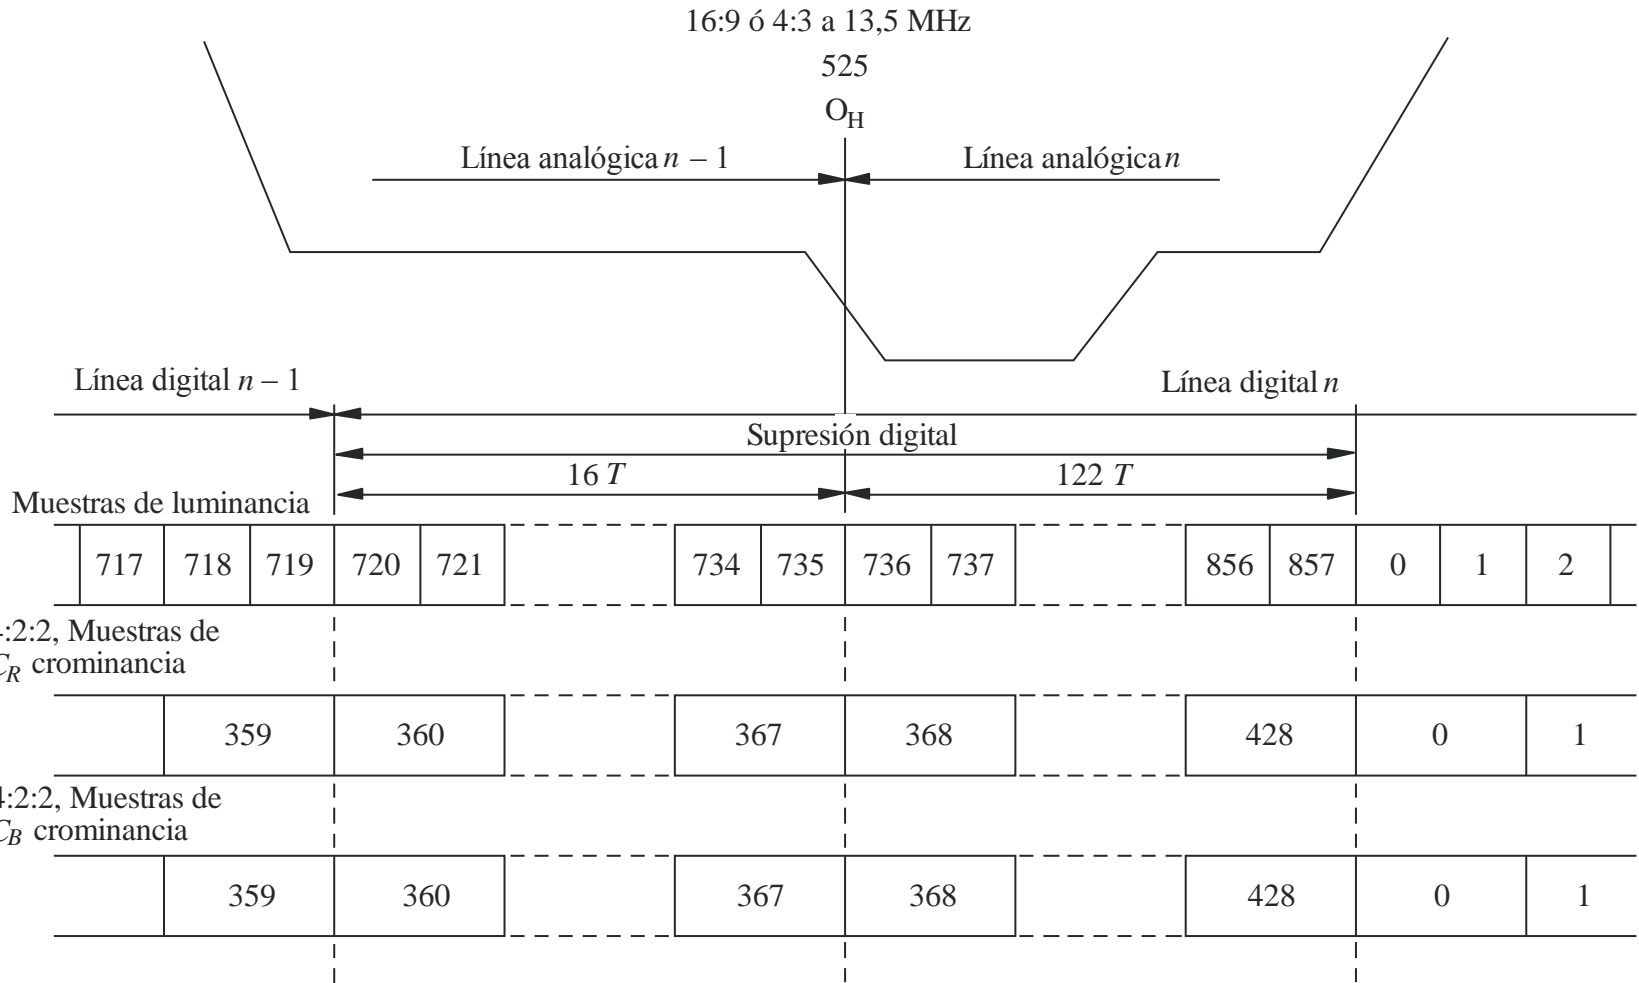 16:9 ó 4:3 a 13,5 MHz
525
O_H
Línea analógica n – 1
Línea analógica n
Línea digital n – 1
Línea digital n
Supresión digital
16 T
122 T
Muestras de luminancia
717 718 719 720 721 734 735 736 737 856 857 0 1 2
:2:2, Muestras de
C_R crominancia
359 360 367 368 428 0 1
4:2:2, Muestras de
C_B crominancia
359 360 367 368 428 0 1